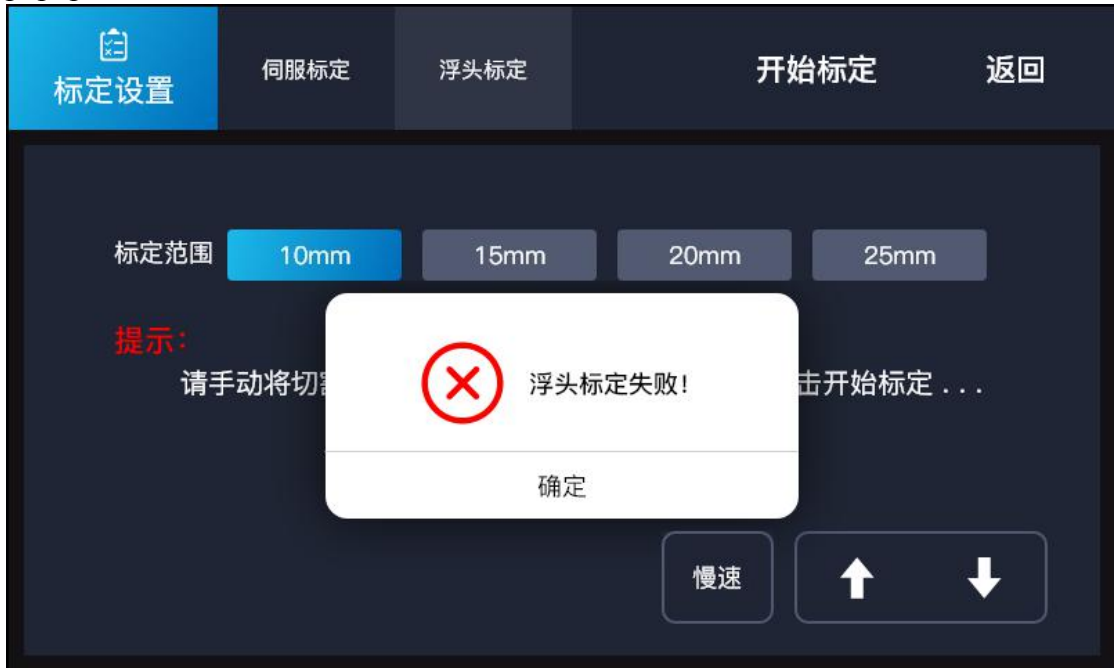 标定设置
伺服标定
浮头标定
开始标定
返回
标定范围
10mm
15mm
20mm
25mm
提示:
请手动将切
击开始标定 . . .
浮头标定失败!
确定
慢速